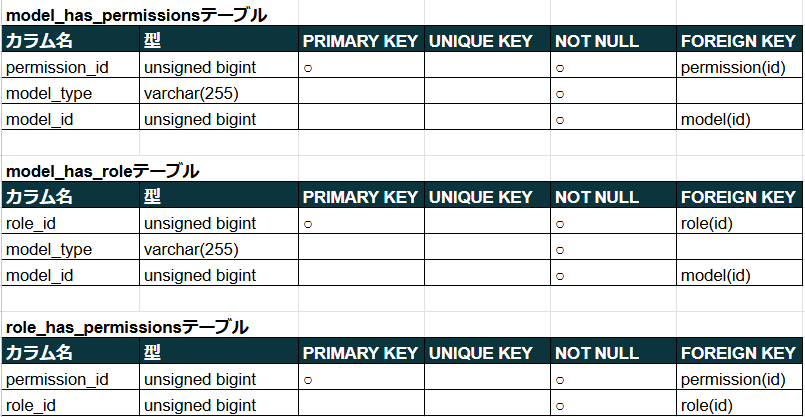 model_has_permissionsテーブル
カラム名 型 PRIMARY KEY UNIQUE KEY NOT NULL FOREIGN KEY
permission_id unsigned bigint ○ ○ permission(id)
model_type varchar(255) ○
model_id unsigned bigint ○ model(id)
model_has_roleテーブル
カラム名 型 PRIMARY KEY UNIQUE KEY NOT NULL FOREIGN KEY
role_id unsigned bigint ○ ○ role(id)
model_type varchar(255) ○
model_id unsigned bigint ○ model(id)
role_has_permissionsテーブル
カラム名 型 PRIMARY KEY UNIQUE KEY NOT NULL FOREIGN KEY
permission_id unsigned bigint ○ ○ permission(id)
role_id unsigned bigint ○ role(id)